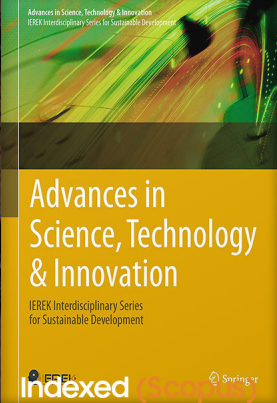 Advances in Science, Technology & Innovation
IEREK Interdisciplinary Series for Sustainable Development
Advances in
Science, Technology
& Innovation
IEREK Interdisciplinary Series
for Sustainable Development
Springer
Indexed (Scopus)